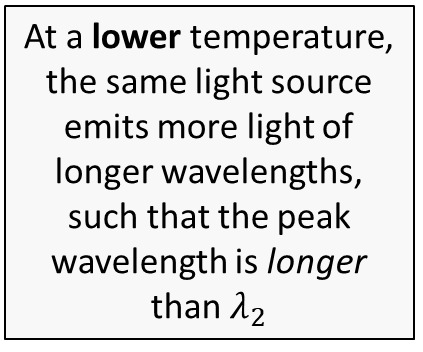 At a lower temperature,
the same light source
emits more light of
longer wavelengths,
such that the peak
wavelength is longer
than λ₂